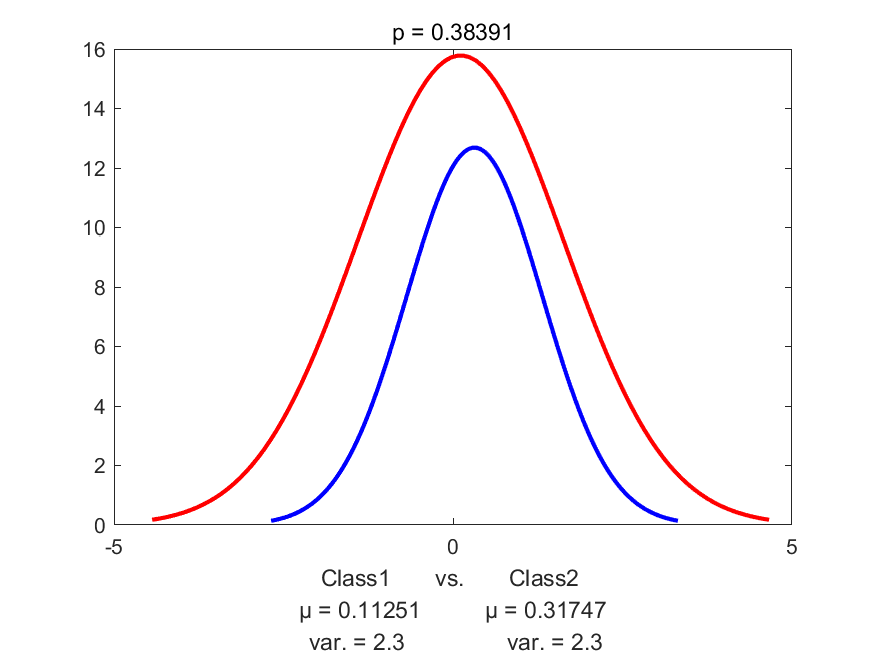 p = 0.38391
16
14
12
10
8
6
4
2
0
-5 0 5
Class1 vs. Class2
μ = 0.11251 μ = 0.31747
var. = 2.3 var. = 2.3